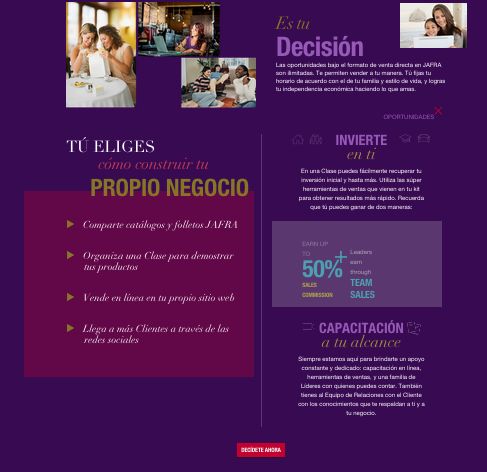 Es tu
Decisión
Las oportunidades bajo el formato de venta directa en JAFRA
son ilimitadas. Te permiten vender a tu manera. Tú fijas tu
horario de acuerdo con el de tu familia y estilo de vida, y logras
tu independencia económica haciendo lo que amas.
OPORTUNIDADES
TÚ ELIGES
cómo construir tu
PROPIO NEGOCIO
Comparte catálogos y folletos JAFRA
Organiza una Clase para demostrar
tus productos
Vende en línea en tu propio sitio web
Llega a más Clientes a través de las
redes sociales
INVIERTE
en ti
En una Clase puedes fácilmente recuperar tu
inversión inicial y hasta más. Utiliza las súper
herramientas de ventas que vienen en tu kit
para obtener resultados más rápido. Recuerda
que tú puedes ganar de dos maneras:
EARN UP
TO
50%
SALES
COMMISSION
+
Leaders
earn
through
TEAM
SALES
CAPACITACIÓN
a tu alcance
Siempre estamos aquí para brindarte un apoyo
constante y dedicado: capacitación en línea,
herramientas de ventas, y una familia de
Líderes con quienes puedes contar. También
tienes al Equipo de Relaciones con el Cliente
con los conocimientos que te respaldan a ti y a
tu negocio.
DECÍDETE AHORA